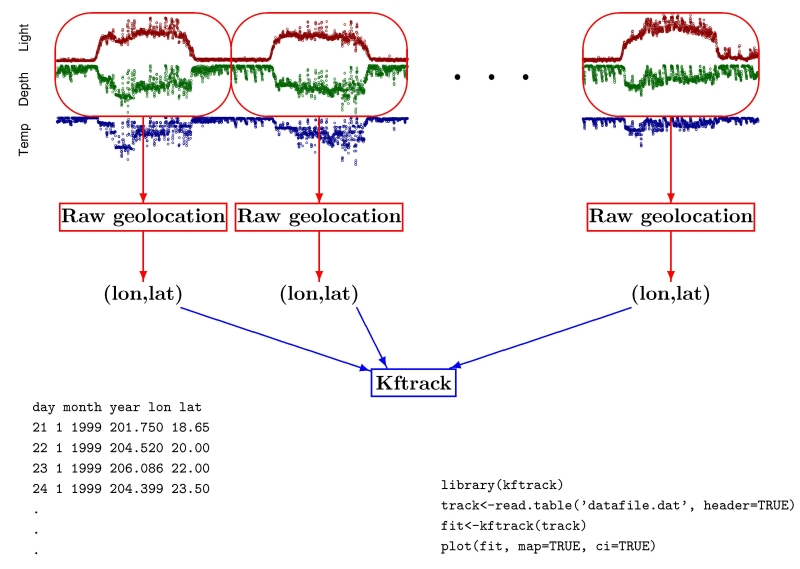 Light
Depth
Temp
Raw geolocation
Raw geolocation
Raw geolocation
(lon,lat)
(lon,lat)
(lon,lat)
Kftrack
day month year lon lat
21 1 1999 201.750 18.65
22 1 1999 204.520 20.00
23 1 1999 206.086 22.00
24 1 1999 204.399 23.50
.
.
.
library(kftrack)
track<-read.table('datafile.dat', header=TRUE)
fit<-kftrack(track)
plot(fit, map=TRUE, ci=TRUE)